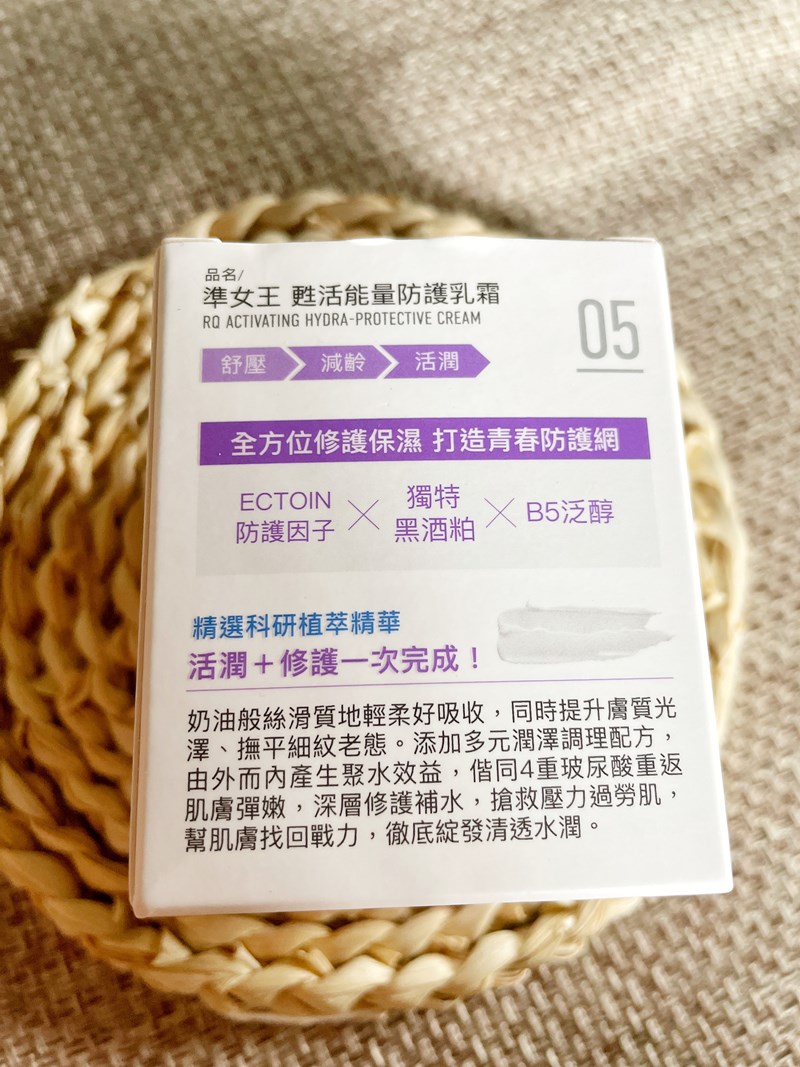 品名/
準女王 甦活能量防護乳霜
RQ ACTIVATING HYDRA-PROTECTIVE CREAM
05
舒壓 減齡 活潤
全方位修護保濕 打造青春防護網
ECTOIN
防護因子
×
獨特
黑酒粕
×
B5泛醇
精選科研植萃精華
活潤+修護一次完成!
奶油般絲滑質地輕柔好吸收,同時提升膚質光
澤、撫平細紋老態。添加多元潤澤調理配方,
由外而內產生聚水效益,偕同4重玻尿酸重返
肌膚彈嫩,深層修護補水,搶救壓力過勞肌,
幫肌膚找回戰力,徹底綻發清透水潤。